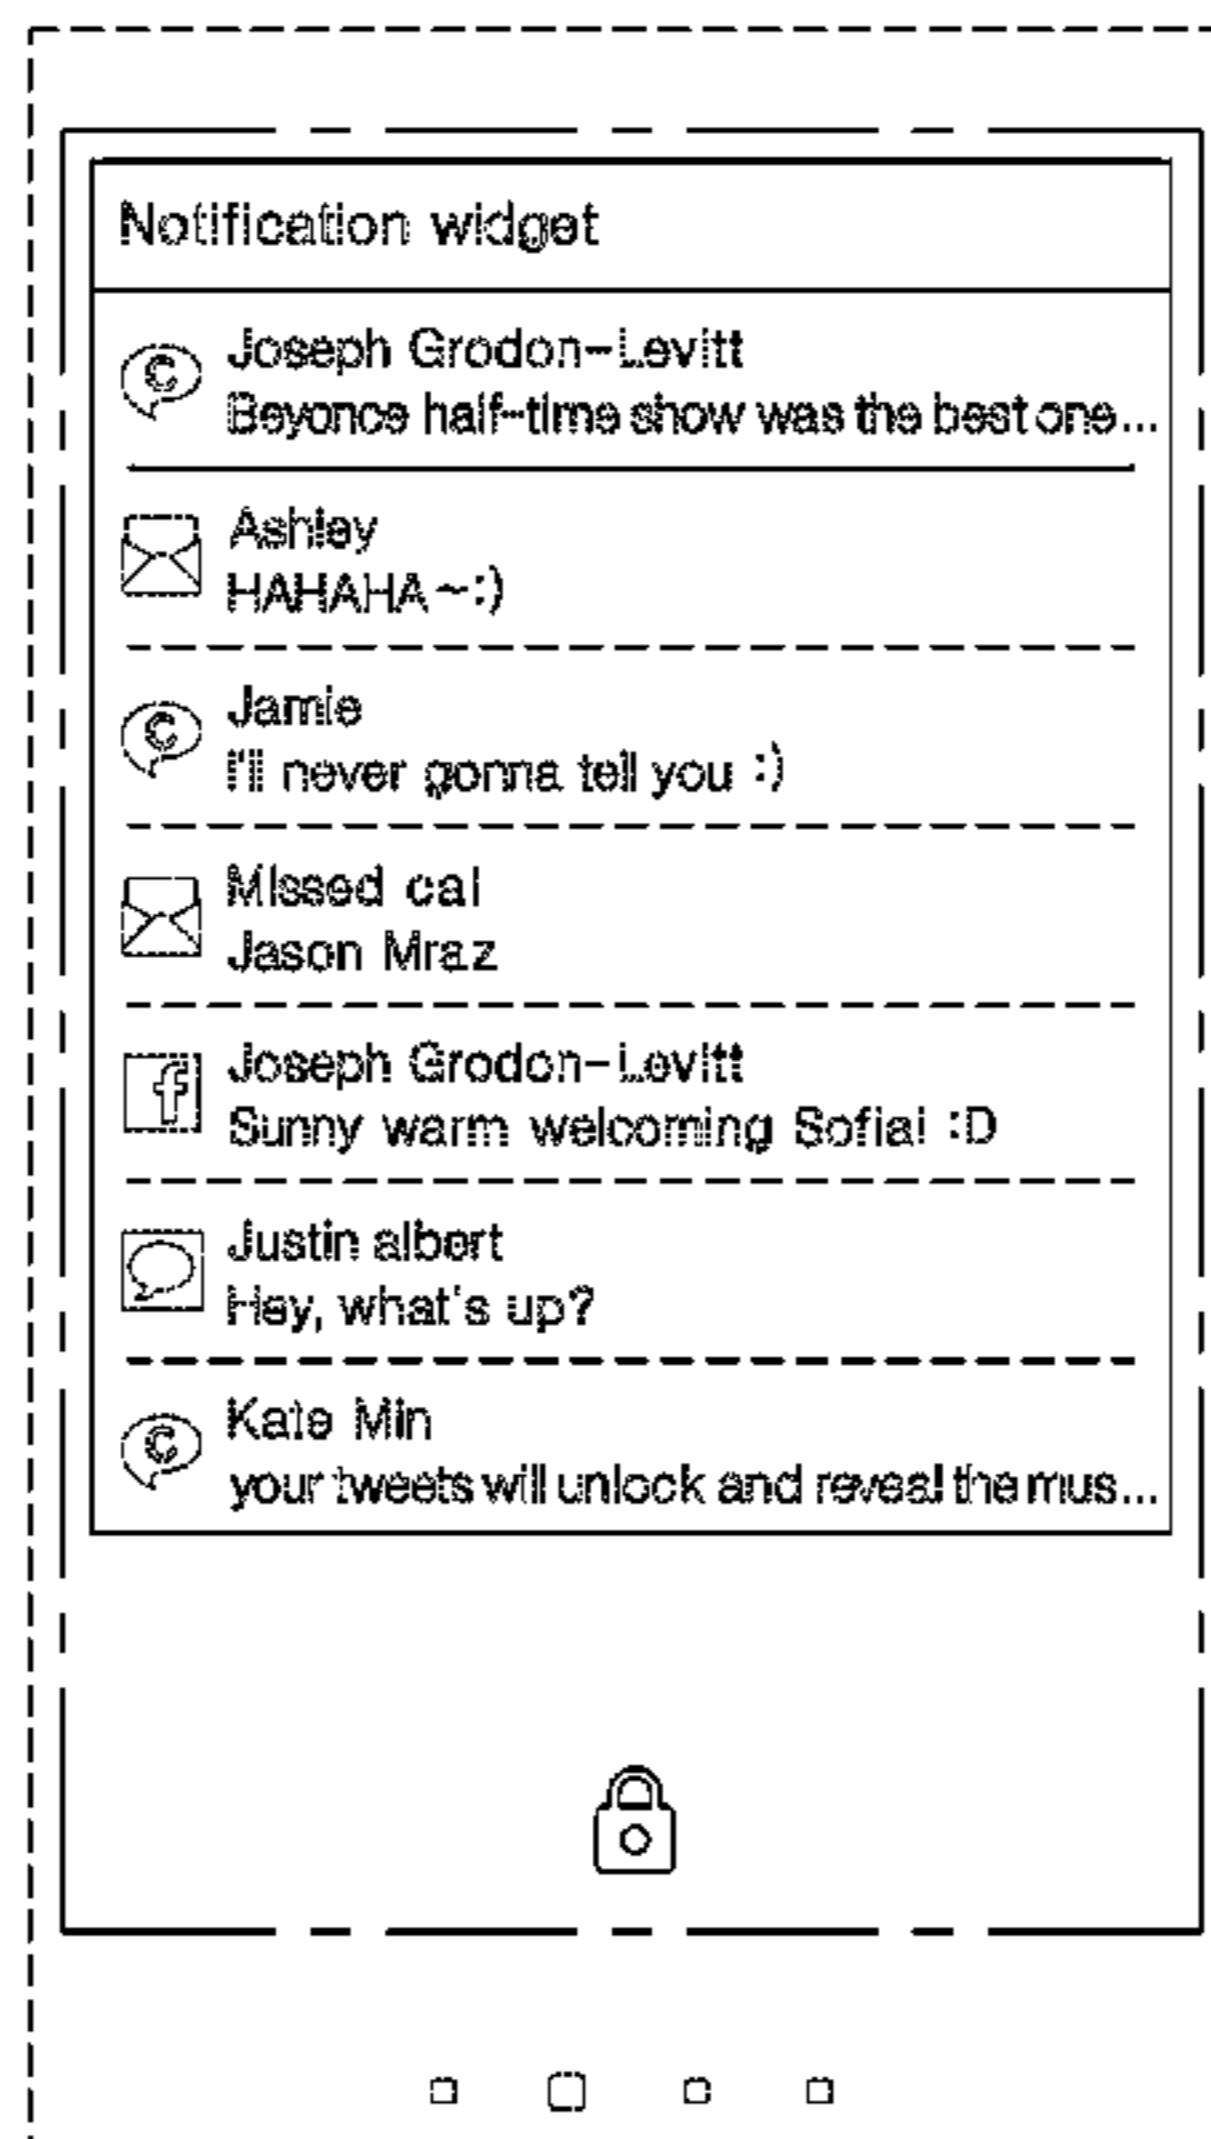 Notification widget
Joseph Grodon-Levitt
Beyonce half-time show was the best one...
Ashley
HAHAHA~:)
Jamie
I'll never gonna tell you :)
Missed cal
Jason Mraz
Joseph Grodon-Levitt
Sunny warm welcoming Sofia! :D
Justin albert
Hey, what's up?
Kate Min
your tweets will unlock and reveal the mus...